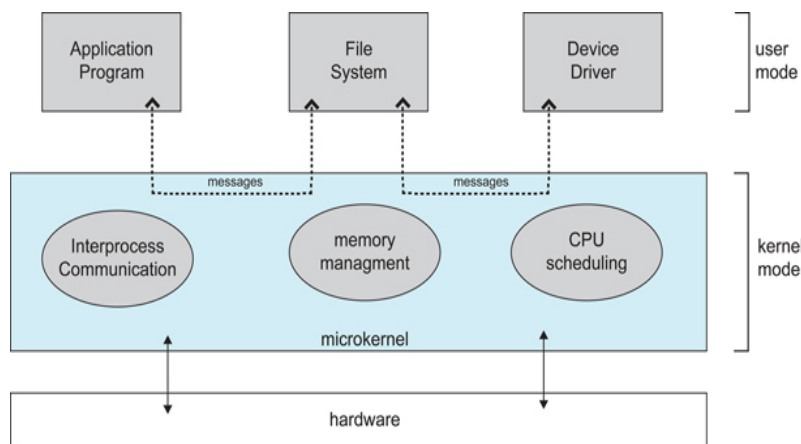 Application
Program
File
System
Device
Driver
user
mode
messages
messages
Interprocess
Communication
memory
managment
CPU
scheduling
kernel
mode
microkernel
hardware